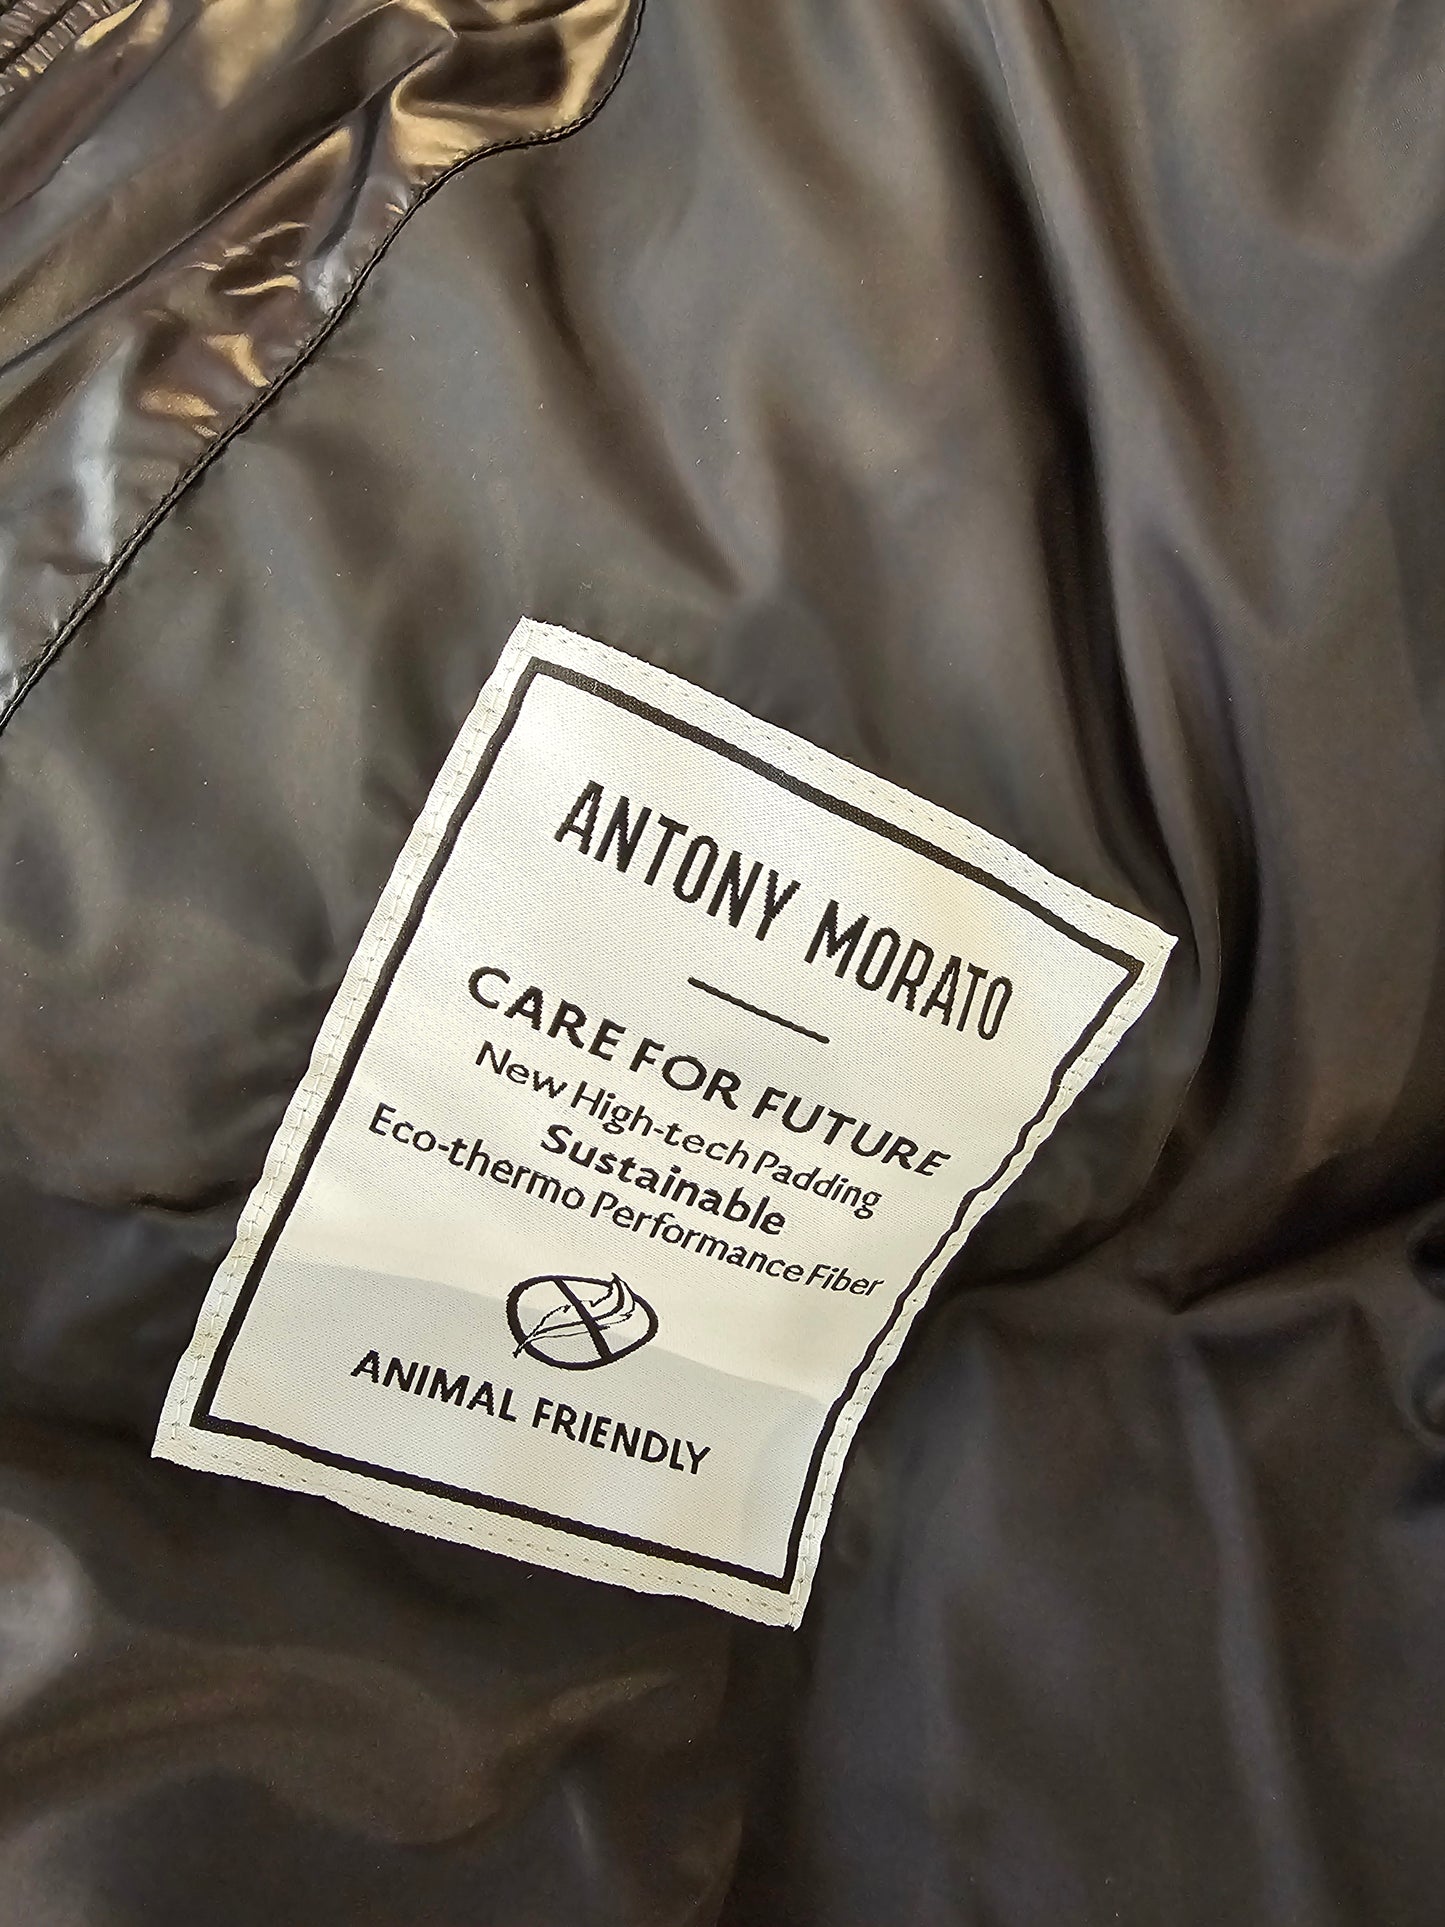 ANTONY MORATO
CARE FOR FUTURE
New High-tech Padding
Sustainable
Eco-thermo Performance Fiber
ANIMAL FRIENDLY